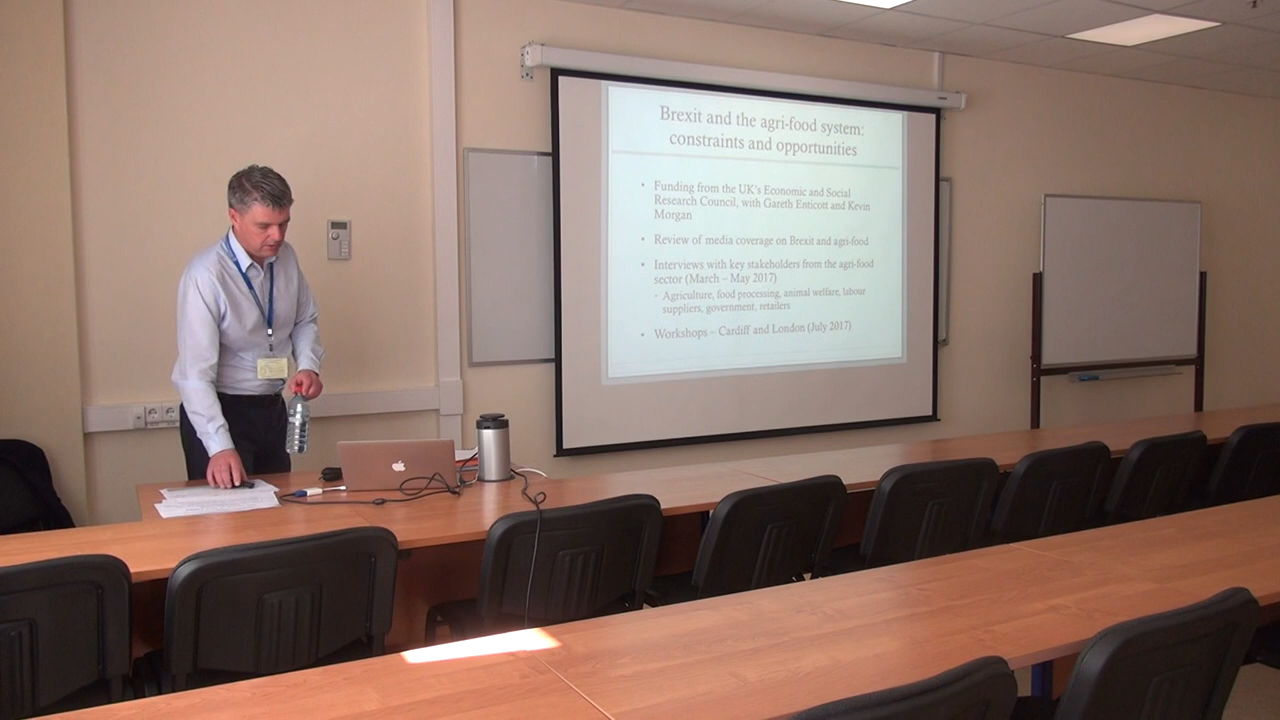 Brexit and the agri-food system:
constraints and opportunities
• Funding from the UK's Economic and Social
Research Council, with Gareth Enticott and Kevin
Morgan
• Review of media coverage on Brexit and agri-food
• Interviews with key stakeholders from the agri-food
sector (March – May 2017)
• Agriculture, food processing, animal welfare, labour
suppliers, government, retailers
• Workshops – Cardiff and London (July 2017)